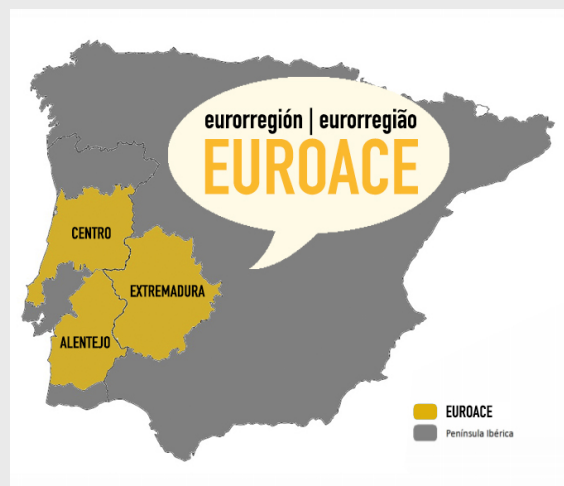 eurorregión | eurorregião
EUROACE
CENTRO
EXTREMADURA
ALENTEJO
EUROACE
Península Ibérica